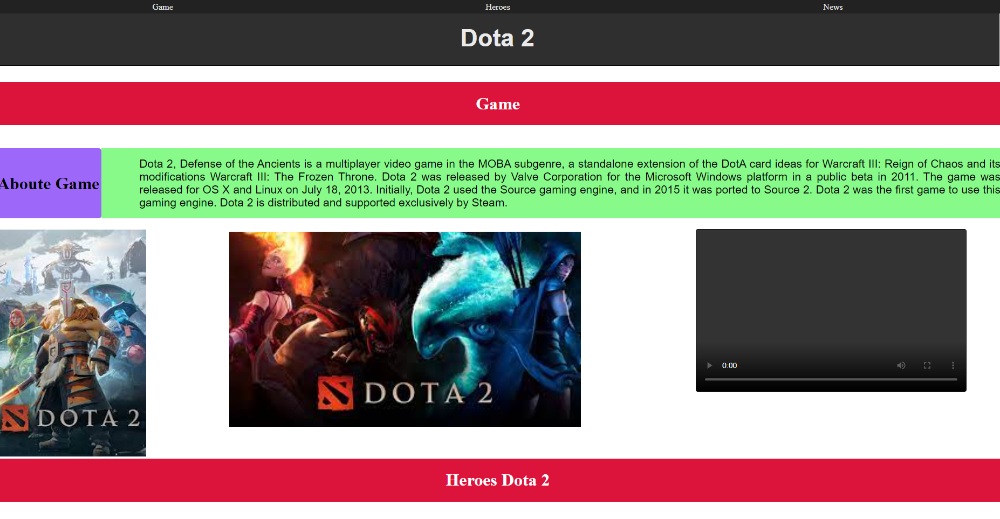 Game Heroes News
Dota 2
Game
Aboute Game
Dota 2, Defense of the Ancients is a multiplayer video game in the MOBA subgenre, a standalone extension of the DotA card ideas for Warcraft III: Reign of Chaos and its
modifications Warcraft III: The Frozen Throne. Dota 2 was released by Valve Corporation for the Microsoft Windows platform in a public beta in 2011. The game was
released for OS X and Linux on July 18, 2013. Initially, Dota 2 used the Source gaming engine, and in 2015 it was ported to Source 2. Dota 2 was the first game to use this
gaming engine. Dota 2 is distributed and supported exclusively by Steam.
DOTA 2
DOTA 2
0:00
Heroes Dota 2